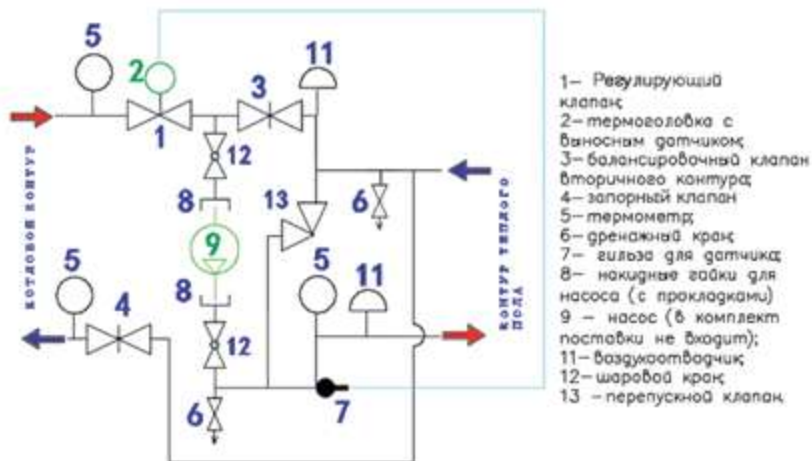 5
2
11
3
1
12
8
13
6
9
5
5
11
8
4
12
7
6
КОТЛОВОЙ КОНТУР
КОНТУР ТЕПЛОГО
ПОЛА
1- Регулирующий
клапан;
2-термоголовка с
выносным датчиком;
3-балансировочный клапан
вторичного контура;
4-запорный клапан
5-термометр;
6-дренажный кран;
7- гильза для датчика;
8- накидные гайки для
насоса (с прокладками)
9 - насос (в комплект
поставки не входит);
11-воздухоотводчик;
12-шаровой кран;
13 -перепускной клапан.